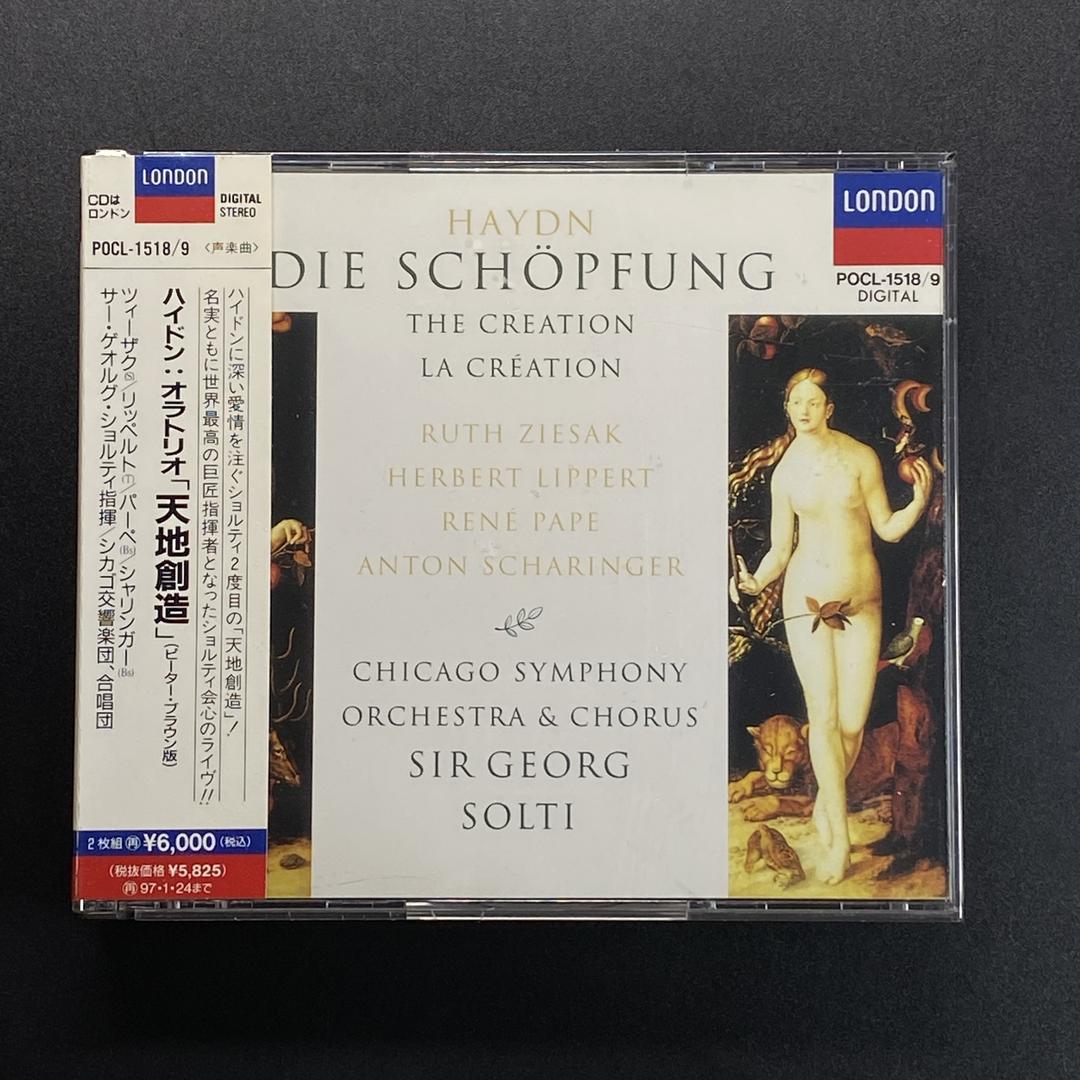 LONDON
CDは
ロンドン
DIGITAL
STEREO
POCL-1518/9 〈声楽曲〉
ハイドンに深い愛情を注ぐショルティ2度目の「天地創造」!
名実ともに世界最高の巨匠指揮者となったショルティ会心のライヴ!!
ハイドン:オラトリオ「天地創造」(ピーター・ブラウン版)
ツィーザク(S)/リッペルト(T)/パーペ(Bs)/シャリンガー(Bs)
サー・ゲオルグ・ショルティ指揮/シカゴ交響楽団、合唱団
2枚組 再 ¥6,000 (税込)
(税抜価格 ¥5,825)
再 97・1・24まで
HAYDN
DIE SCHÖPFUNG
THE CREATION
LA CRÉATION
RUTH ZIESAK
HERBERT LIPPERT
RENÉ PAPE
ANTON SCHARINGER
CHICAGO SYMPHONY
ORCHESTRA & CHORUS
SIR GEORG
SOLTI
LONDON
POCL-1518/9
DIGITAL